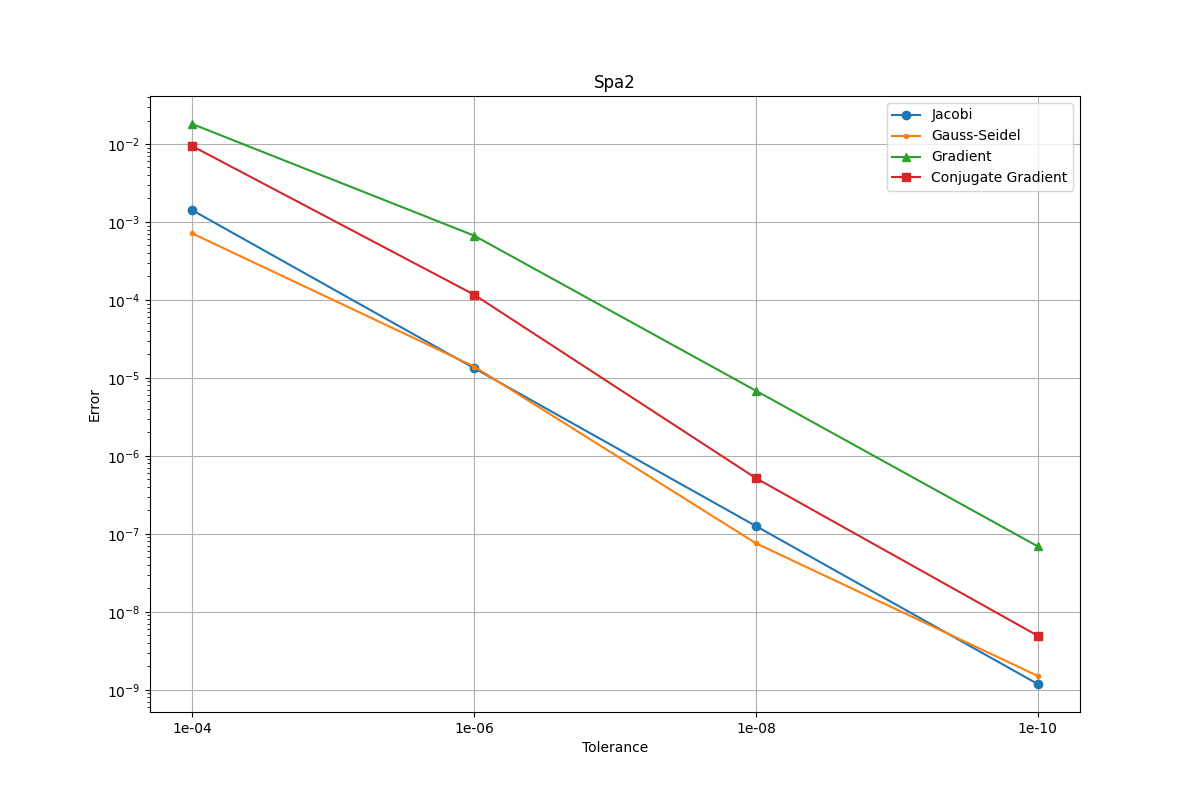 Spa2
Jacobi
Gauss-Seidel
Gradient
Conjugate Gradient
Error
10⁻²
10⁻³
10⁻⁴
10⁻⁵
10⁻⁶
10⁻⁷
10⁻⁸
10⁻⁹
1e-04 1e-06 1e-08 1e-10
Tolerance